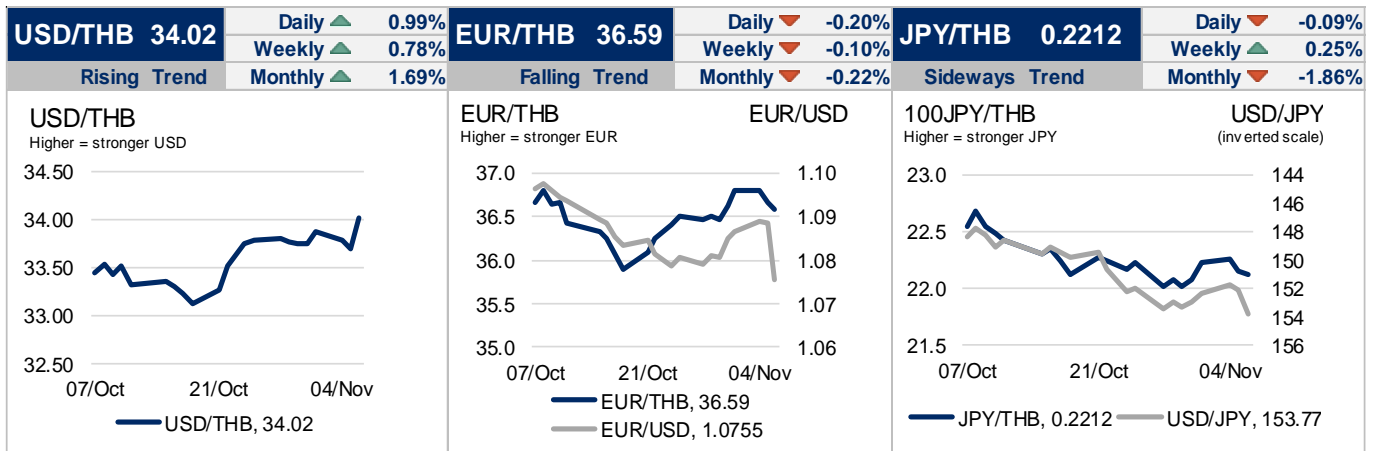 USD/THB 34.02
Daily 0.99%
Weekly 0.78%
Rising Trend
Monthly 1.69%
USD/THB
Higher = stronger USD
34.50
34.00
33.50
33.00
32.50
07/Oct 21/Oct 04/Nov
USD/THB, 34.02
EUR/THB 36.59
Daily -0.20%
Weekly -0.10%
Falling Trend
Monthly -0.22%
EUR/THB EUR/USD
Higher = stronger EUR
37.0 1.10
36.5 1.09
36.0 1.08
35.5 1.07
35.0 1.06
07/Oct 21/Oct 04/Nov
EUR/THB, 36.59
EUR/USD, 1.0755
JPY/THB 0.2212
Daily -0.09%
Weekly 0.25%
Sideways Trend
Monthly -1.86%
100JPY/THB USD/JPY
Higher = stronger JPY (inverted scale)
23.0 144
146
22.5 148
150
22.0 152
154
21.5 156
07/Oct 21/Oct 04/Nov
JPY/THB, 0.2212 USD/JPY, 153.77